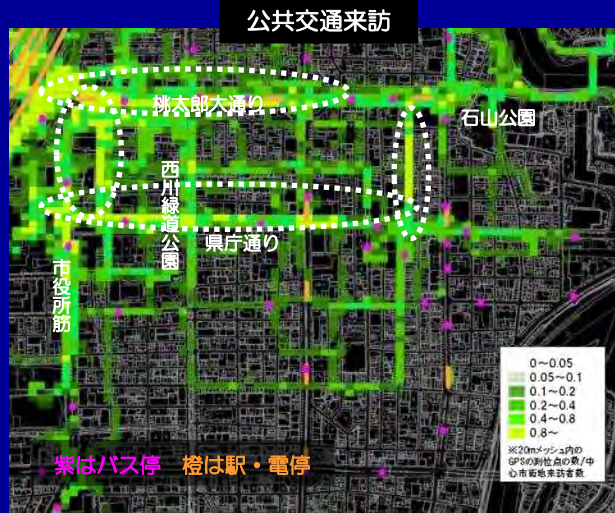 公共交通来訪
桃太郎大通り
石山公園
西川緑道公園
県庁通り
市役所筋
0～0.05
0.05～0.1
0.1～0.2
0.2～0.4
0.4～0.8
0.8～
※20mメッシュ内の
GPSの測位点の数/中
心市街地来訪者数
紫はバス停 橙は駅・電停